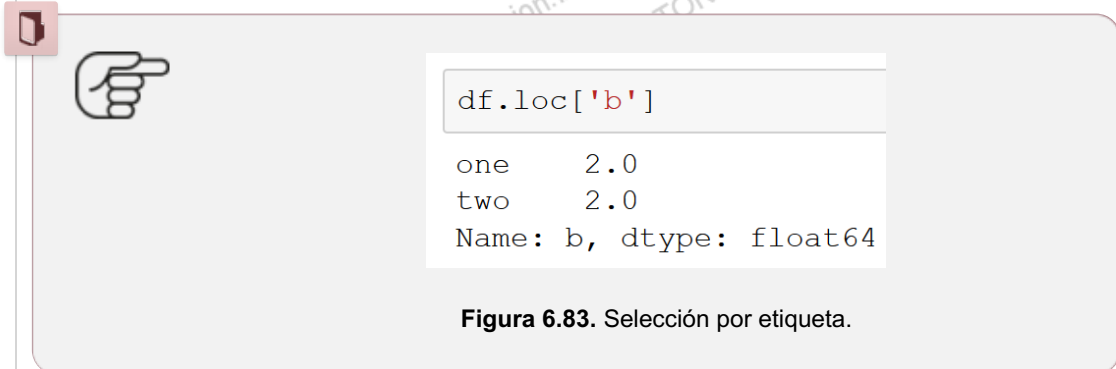 df.loc['b']
one    2.0
two    2.0
Name: b, dtype: float64
Figura 6.83. Selección por etiqueta.